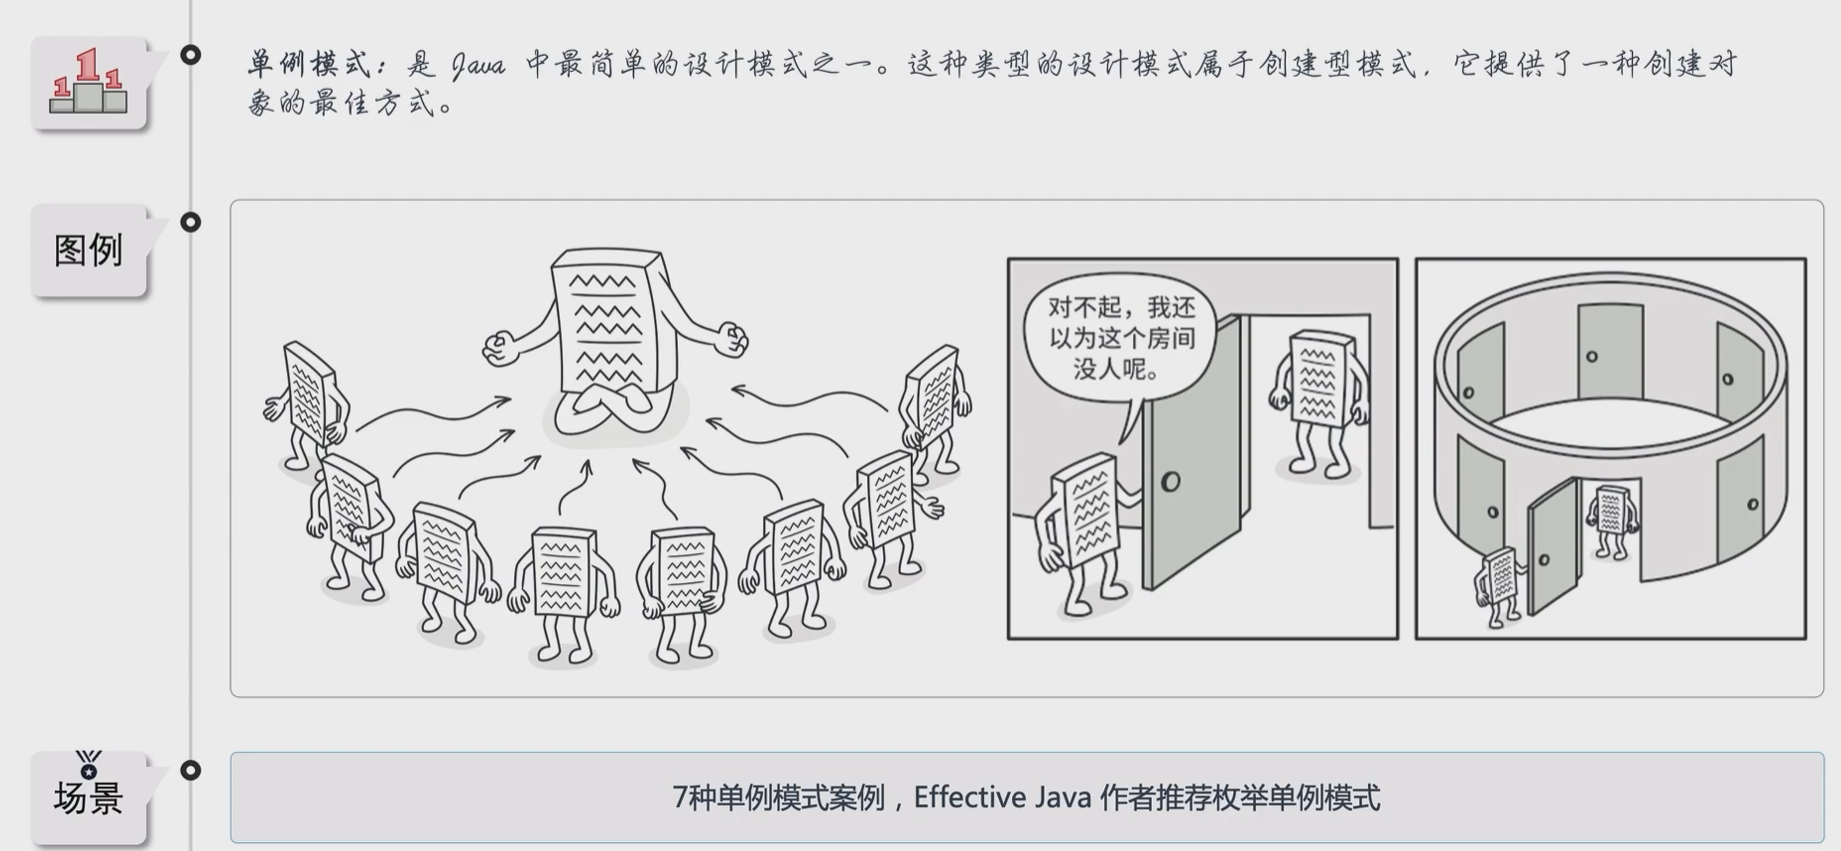 1 1 1
单例模式：是 Java 中最简单的设计模式之一。这种类型的设计模式属于创建型模式，它提供了一种创建对
象的最佳方式。
图例
对不起，我还
以为这个房间
没人呢。
场景
7种单例模式案例，Effective Java 作者推荐枚举单例模式